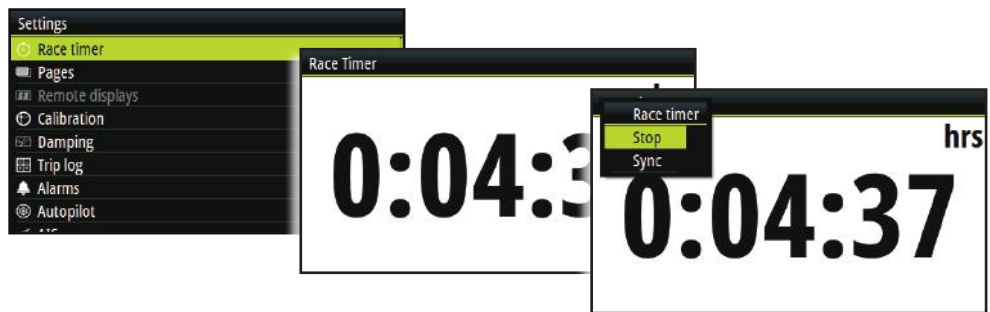 Settings
Race timer
Pages
Remote displays
Calibration
Damping
Trip log
Alarms
Autopilot
Race Timer
0:04:3
Race timer
Stop
Sync
hrs
0:04:37